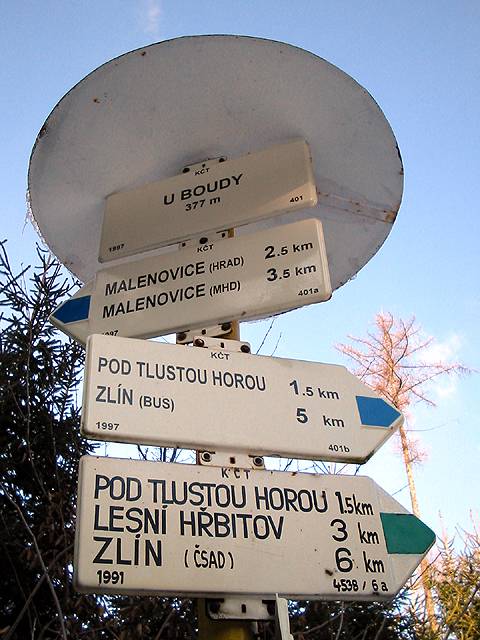 KČT
U BOUDY
377 m
1997 401
KČT
MALENOVICE (HRAD) 2.5 km
MALENOVICE (MHD) 3.5 km
1997 401a
KČT
POD TLUSTOU HOROU 1.5 km
ZLÍN (BUS) 5 km
1997 401b
KČT
POD TLUSTOU HOROU 1.5km
LESNÍ HŘBITOV 3 km
ZLÍN (ČSAD) 6 km
1991 4538 / 6a